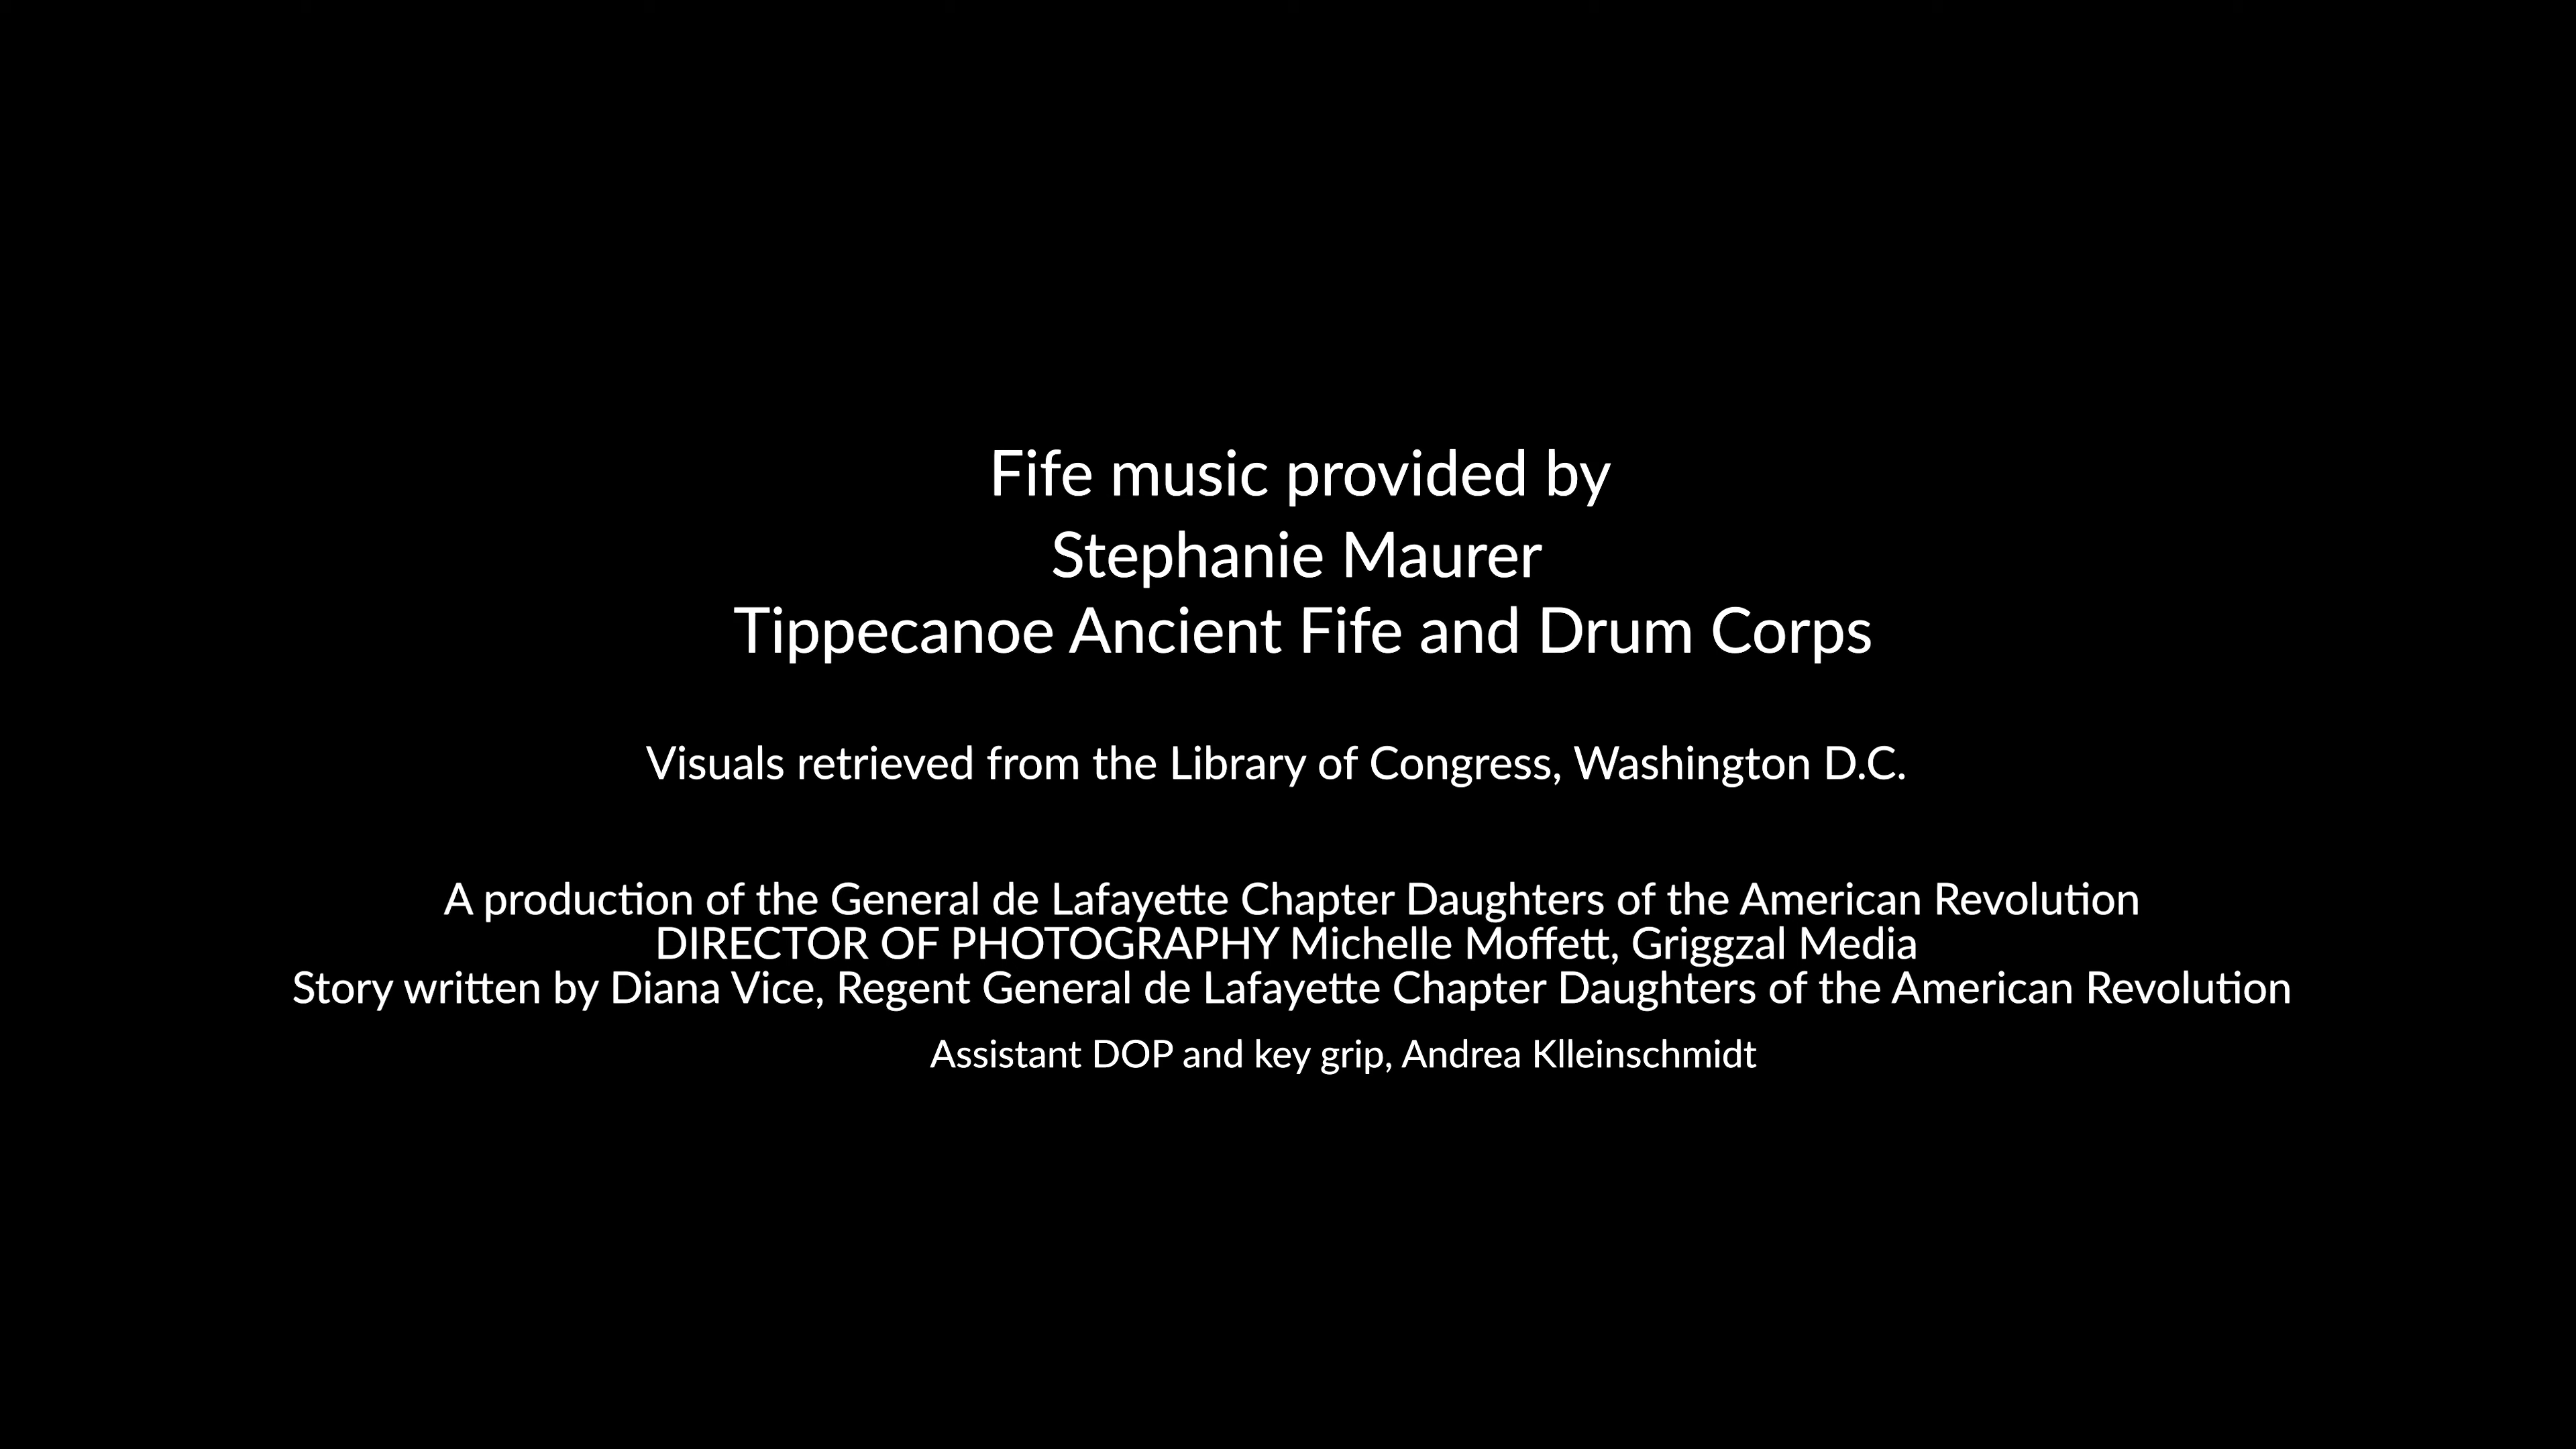 Fife music provided by
Stephanie Maurer
Tippecanoe Ancient Fife and Drum Corps
Visuals retrieved from the Library of Congress, Washington D.C.
A production of the General de Lafayette Chapter Daughters of the American Revolution
DIRECTOR OF PHOTOGRAPHY Michelle Moffett, Griggzal Media
Story written by Diana Vice, Regent General de Lafayette Chapter Daughters of the American Revolution
Assistant DOP and key grip, Andrea Klleinschmidt